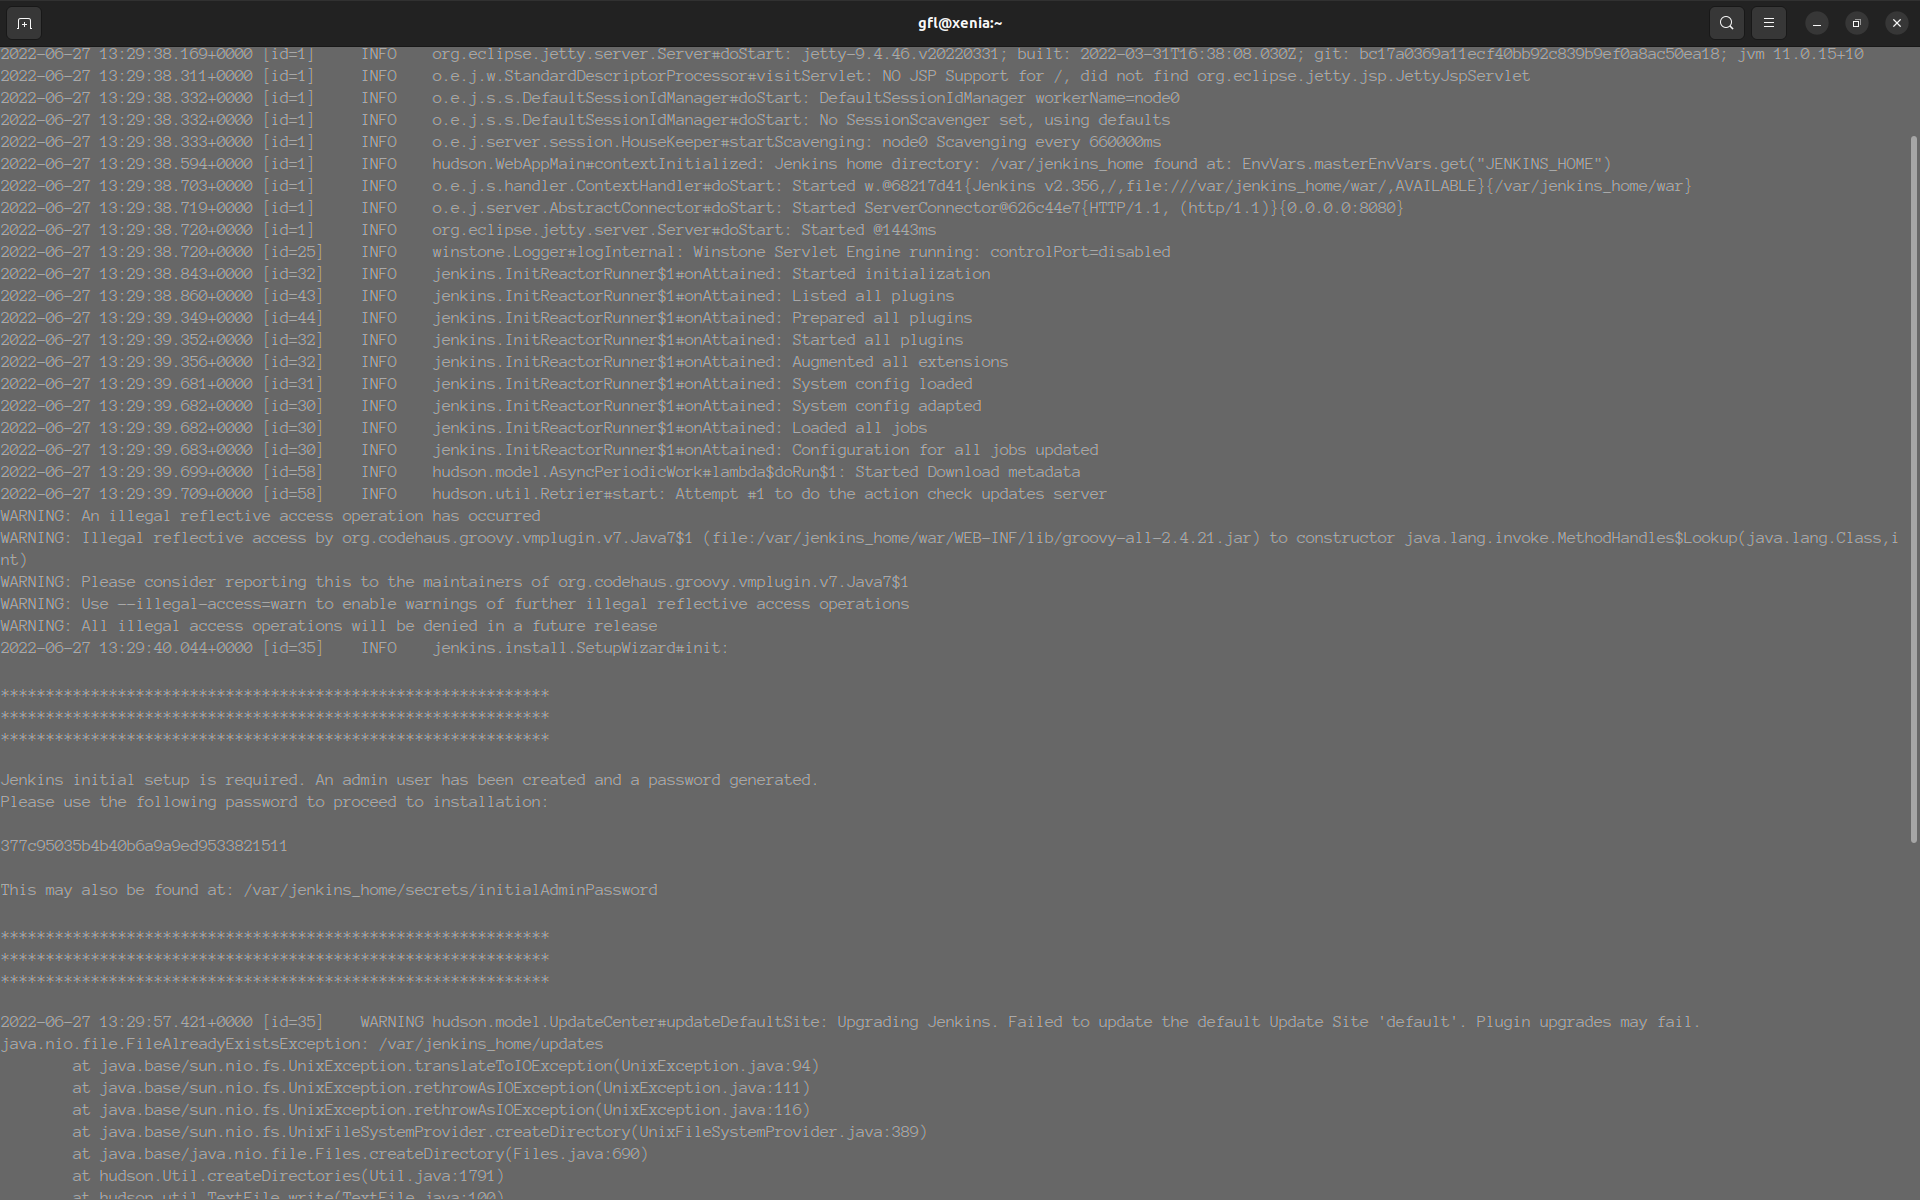 gfl@xenia:~
2022-06-27 13:29:38.169+0000 [id=1] INFO org.eclipse.jetty.server.Server#doStart: jetty-9.4.46.v20220331; built: 2022-03-31T16:38:08.030Z; git: bc17a0369a11ecf40bb92c839b9ef0a8ac50ea18; jvm 11.0.15+10
2022-06-27 13:29:38.311+0000 [id=1] INFO o.e.j.w.StandardDescriptorProcessor#visitServlet: NO JSP Support for /, did not find org.eclipse.jetty.jsp.JettyJspServlet
2022-06-27 13:29:38.332+0000 [id=1] INFO o.e.j.s.s.DefaultSessionIdManager#doStart: DefaultSessionIdManager workerName=node0
2022-06-27 13:29:38.332+0000 [id=1] INFO o.e.j.s.s.DefaultSessionIdManager#doStart: No SessionScavenger set, using defaults
2022-06-27 13:29:38.333+0000 [id=1] INFO o.e.j.server.session.HouseKeeper#startScavenging: node0 Scavenging every 660000ms
2022-06-27 13:29:38.594+0000 [id=1] INFO hudson.WebAppMain#contextInitialized: Jenkins home directory: /var/jenkins_home found at: EnvVars.masterEnvVars.get("JENKINS_HOME")
2022-06-27 13:29:38.703+0000 [id=1] INFO o.e.j.s.handler.ContextHandler#doStart: Started w.@68217d41{Jenkins v2.356,/,file:///var/jenkins_home/war/,AVAILABLE}{/var/jenkins_home/war}
2022-06-27 13:29:38.719+0000 [id=1] INFO o.e.j.server.AbstractConnector#doStart: Started ServerConnector@626c44e7{HTTP/1.1, (http/1.1)}{0.0.0.0:8080}
2022-06-27 13:29:38.720+0000 [id=1] INFO org.eclipse.jetty.server.Server#doStart: Started @1443ms
2022-06-27 13:29:38.720+0000 [id=25] INFO winstone.Logger#logInternal: Winstone Servlet Engine running: controlPort=disabled
2022-06-27 13:29:38.843+0000 [id=32] INFO jenkins.InitReactorRunner$1#onAttained: Started initialization
2022-06-27 13:29:38.860+0000 [id=43] INFO jenkins.InitReactorRunner$1#onAttained: Listed all plugins
2022-06-27 13:29:39.349+0000 [id=44] INFO jenkins.InitReactorRunner$1#onAttained: Prepared all plugins
2022-06-27 13:29:39.352+0000 [id=32] INFO jenkins.InitReactorRunner$1#onAttained: Started all plugins
2022-06-27 13:29:39.356+0000 [id=32] INFO jenkins.InitReactorRunner$1#onAttained: Augmented all extensions
2022-06-27 13:29:39.681+0000 [id=31] INFO jenkins.InitReactorRunner$1#onAttained: System config loaded
2022-06-27 13:29:39.682+0000 [id=30] INFO jenkins.InitReactorRunner$1#onAttained: System config adapted
2022-06-27 13:29:39.682+0000 [id=30] INFO jenkins.InitReactorRunner$1#onAttained: Loaded all jobs
2022-06-27 13:29:39.683+0000 [id=30] INFO jenkins.InitReactorRunner$1#onAttained: Configuration for all jobs updated
2022-06-27 13:29:39.699+0000 [id=58] INFO hudson.model.AsyncPeriodicWork#lambda$doRun$1: Started Download metadata
2022-06-27 13:29:39.709+0000 [id=58] INFO hudson.util.Retrier#start: Attempt #1 to do the action check updates server
WARNING: An illegal reflective access operation has occurred
WARNING: Illegal reflective access by org.codehaus.groovy.vmplugin.v7.Java7$1 (file:/var/jenkins_home/war/WEB-INF/lib/groovy-all-2.4.21.jar) to constructor java.lang.invoke.MethodHandles$Lookup(java.lang.Class,i
nt)
WARNING: Please consider reporting this to the maintainers of org.codehaus.groovy.vmplugin.v7.Java7$1
WARNING: Use --illegal-access=warn to enable warnings of further illegal reflective access operations
WARNING: All illegal access operations will be denied in a future release
2022-06-27 13:29:40.044+0000 [id=35] INFO jenkins.install.SetupWizard#init:
*************************************************************
*************************************************************
*************************************************************
Jenkins initial setup is required. An admin user has been created and a password generated.
Please use the following password to proceed to installation:
377c95035b4b40b6a9a9ed9533821511
This may also be found at: /var/jenkins_home/secrets/initialAdminPassword
*************************************************************
*************************************************************
*************************************************************
2022-06-27 13:29:57.421+0000 [id=35] WARNING hudson.model.UpdateCenter#updateDefaultSite: Upgrading Jenkins. Failed to update the default Update Site 'default'. Plugin upgrades may fail.
java.nio.file.FileAlreadyExistsException: /var/jenkins_home/updates
at java.base/sun.nio.fs.UnixException.translateToIOException(UnixException.java:94)
at java.base/sun.nio.fs.UnixException.rethrowAsIOException(UnixException.java:111)
at java.base/sun.nio.fs.UnixException.rethrowAsIOException(UnixException.java:116)
at java.base/sun.nio.fs.UnixFileSystemProvider.createDirectory(UnixFileSystemProvider.java:389)
at java.base/java.nio.file.Files.createDirectory(Files.java:690)
at hudson.Util.createDirectories(Util.java:1791)
at hudson.util.TextFile.write(TextFile.java:100)